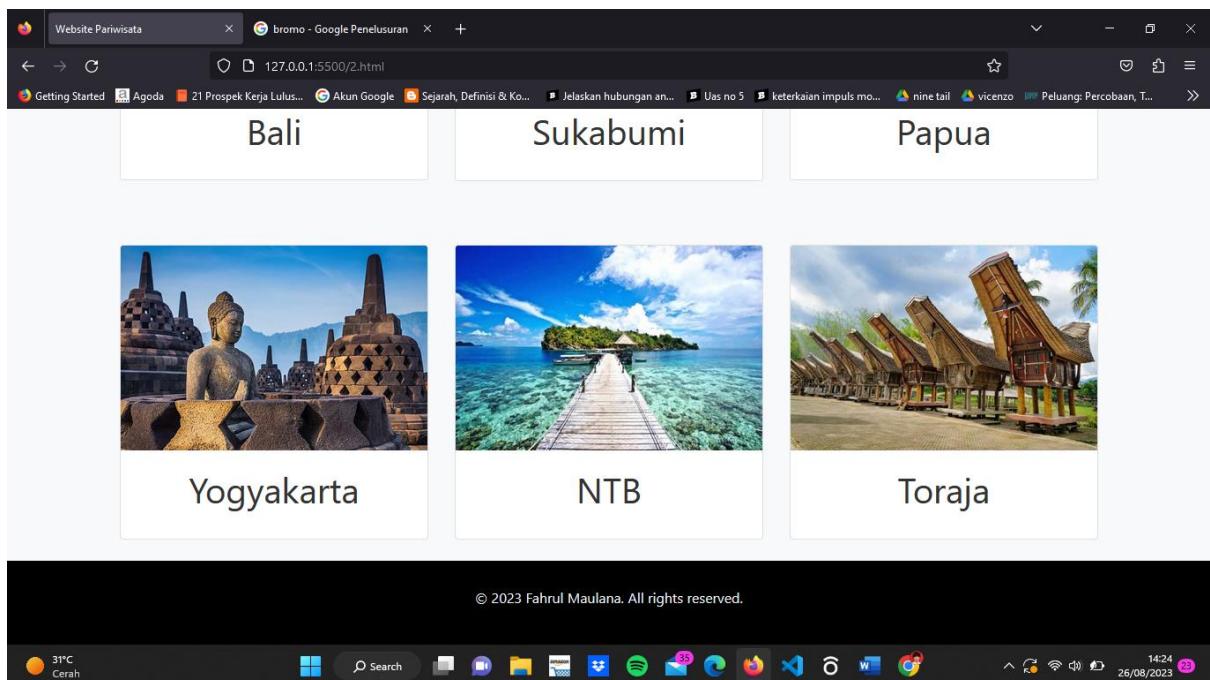 Website Pariwisata
bromo - Google Penelusuran
127.0.0.1:5500/2.html
Getting Started
Agoda
21 Prospek Kerja Lulus...
Akun Google
Sejarah, Definisi & Ko...
Jelaskan hubungan an...
Uas no 5
keterkaian impuls mo...
nine tail
vicenzo
Peluang: Percobaan, T...
Bali
Sukabumi
Papua
Yogyakarta
NTB
Toraja
© 2023 Fahrul Maulana. All rights reserved.
31°C
Cerah
Search
35
14:24
26/08/2023
23